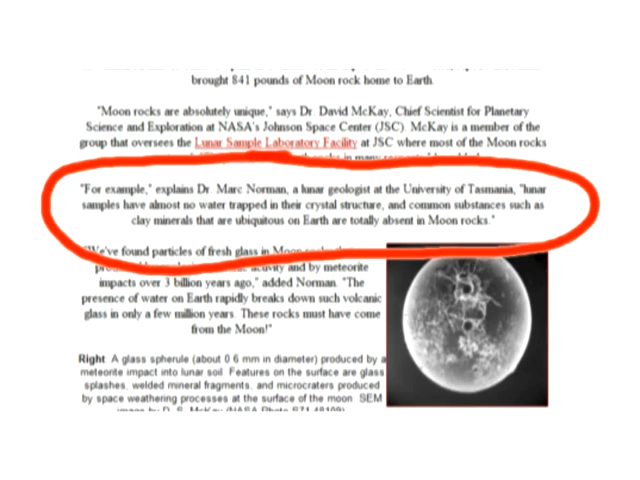 brought 841 pounds of Moon rock home to Earth.
"Moon rocks are absolutely unique," says Dr. David McKay, Chief Scientist for Planetary
Science and Exploration at NASA's Johnson Space Center (JSC). McKay is a member of the
group that oversees the Lunar Sample Laboratory Facility at JSC where most of the Moon rocks
"For example," explains Dr. Marc Norman, a lunar geologist at the University of Tasmania, "lunar
samples have almost no water trapped in their crystal structure, and common substances such as
clay minerals that are ubiquitous on Earth are totally absent in Moon rocks."
"We've found particles of fresh glass in Moon
activity and by meteorite
impacts over 3 billion years ago," added Norman. "The
presence of water on Earth rapidly breaks down such volcanic
glass in only a few million years. These rocks must have come
from the Moon!"
Right: A glass spherule (about 0.6 mm in diameter) produced by a
meteorite impact into lunar soil. Features on the surface are glass
splashes, welded mineral fragments, and microcraters produced
by space weathering processes at the surface of the moon. SEM
image by D. S. McKay (NASA Photo